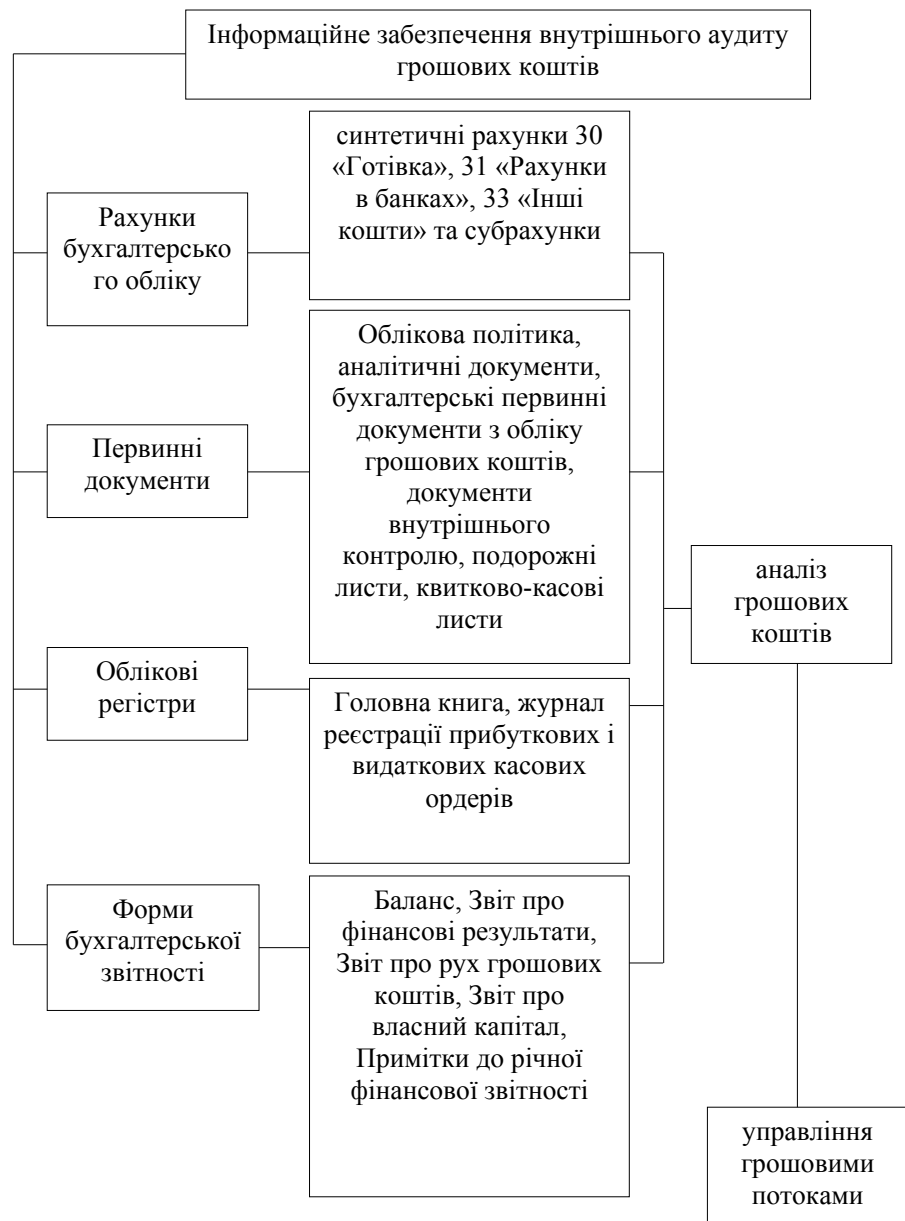 Інформаційне забезпечення внутрішнього аудиту
грошових коштів
синтетичні рахунки 30
«Готівка», 31 «Рахунки
в банках», 33 «Інші
кошти» та субрахунки
Рахунки
бухгалтерсько
го обліку
Облікова політика,
аналітичні документи,
бухгалтерські первинні
документи з обліку
грошових коштів,
документи
внутрішнього
контролю, подорожні
листи, квитково-касові
листи
Первинні
документи
аналіз
грошових
коштів
Облікові
регістри
Головна книга, журнал
реєстрації прибуткових і
видаткових касових
ордерів
Форми
бухгалтерської
звітності
Баланс, Звіт про
фінансові результати,
Звіт про рух грошових
коштів, Звіт про
власний капітал,
Примітки до річної
фінансової звітності
управління
грошовими
потоками